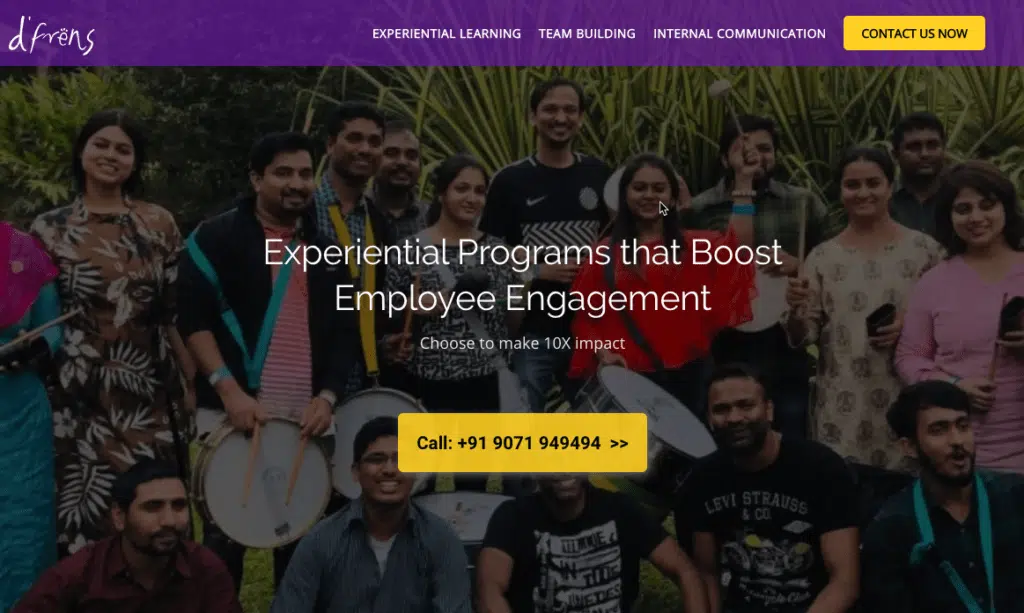 d'frëns
EXPERIENTIAL LEARNING
TEAM BUILDING
INTERNAL COMMUNICATION
CONTACT US NOW
Experiential Programs that Boost
Employee Engagement
Choose to make 10X impact
Call: +91 9071 949494 >>
LEVI STRAUSS
& CO.